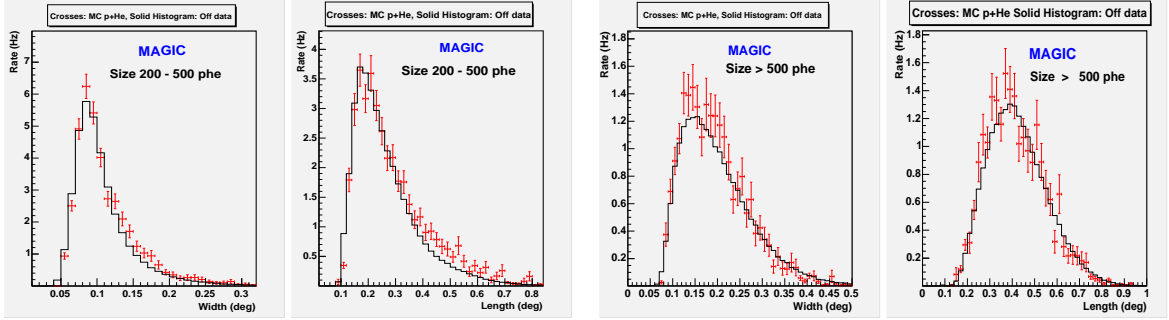 Crosses: MC p+He, Solid Histogram: Off data
MAGIC
Size 200 - 500 phe
Rate (Hz)
7
6
5
4
3
2
1
0.05 0.1 0.15 0.2 0.25 0.3
Width (deg)
Crosses: MC p+He, Solid Histogram: Off data
MAGIC
Size 200 - 500 phe
Rate (Hz)
4
3.5
3
2.5
2
1.5
1
0.5
0.1 0.2 0.3 0.4 0.5 0.6 0.7 0.8
Length (deg)
Crosses: MC p+He, Solid Histogram: Off data
MAGIC
Size > 500 phe
Rate (Hz)
1.8
1.6
1.4
1.2
1
0.8
0.6
0.4
0.2
0 0.05 0.1 0.15 0.2 0.25 0.3 0.35 0.4 0.45 0.5
Width (deg)
Crosses: MC p+He Solid Histogram: Off data
MAGIC
Size > 500 phe
Rate (Hz)
1.8
1.6
1.4
1.2
1
0.8
0.6
0.4
0.2
0 0.1 0.2 0.3 0.4 0.5 0.6 0.7 0.8 0.9 1
Length (deg)